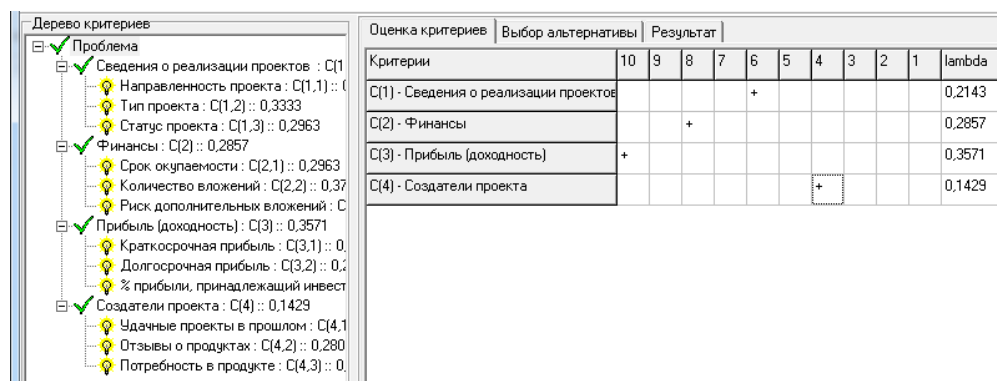 Дерево критериев
Проблема
Сведения о реализации проектов : C(1
Направленность проекта : C(1,1) :: (
Тип проекта : C(1,2) :: 0,3333
Статус проекта : C(1,3) :: 0,2963
Финансы : C(2) :: 0,2857
Срок окупаемости : C(2,1) :: 0,2963
Количество вложений : C(2,2) :: 0,37
Риск дополнительных вложений : C
Прибыль (доходность) : C(3) :: 0,3571
Краткосрочная прибыль : C(3,1) :: 0,
Долгосрочная прибыль : C(3,2) :: 0,2
% прибыли, принадлежащий инвест
Создатели проекта : C(4) :: 0,1429
Удачные проекты в прошлом : C(4,1
Отзывы о продуктах : C(4,2) :: 0,280
Потребность в продукте : C(4,3) :: 0,
Оценка критериев Выбор альтернативы Результат
Критерии 10 9 8 7 6 5 4 3 2 1 lambda
C(1) - Сведения о реализации проектов + 0,2143
C(2) - Финансы + 0,2857
C(3) - Прибыль (доходность) + 0,3571
C(4) - Создатели проекта + 0,1429